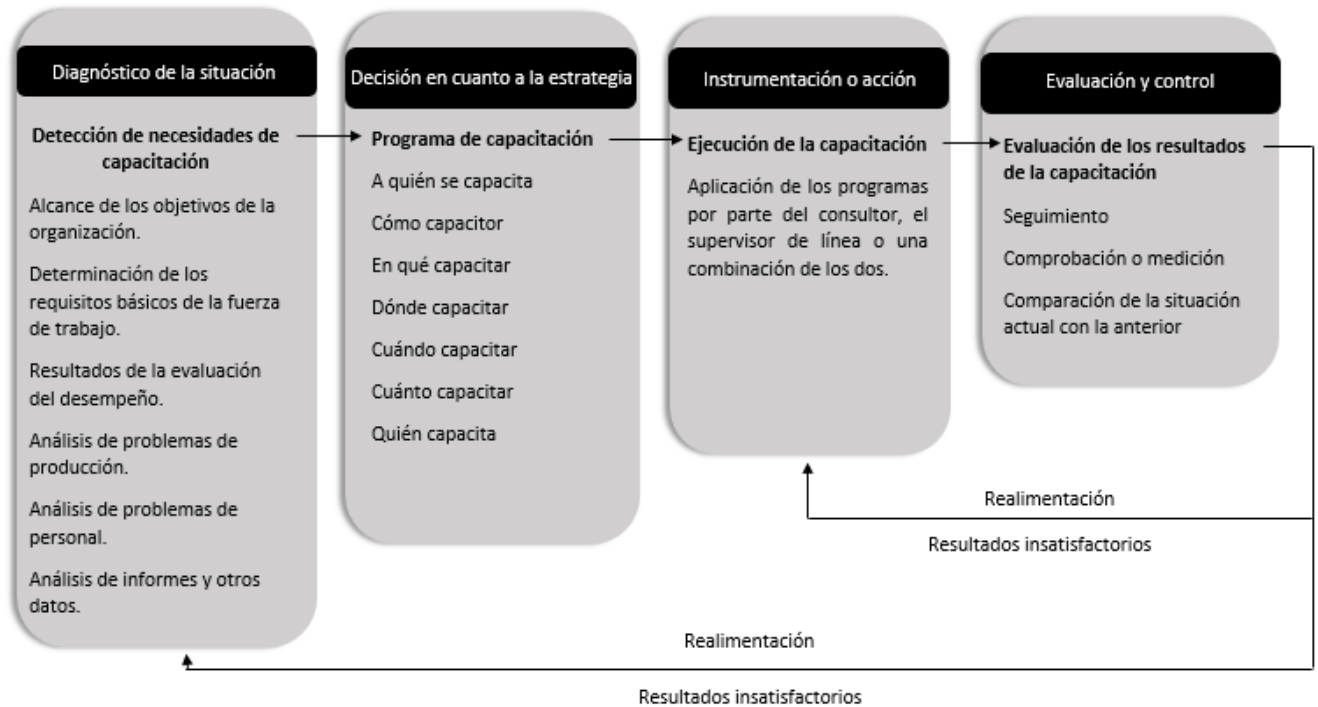 Diagnóstico de la situación
Detección de necesidades de
capacitación
Alcance de los objetivos de la
organización.
Determinación de los
requisitos básicos de la fuerza
de trabajo.
Resultados de la evaluación
del desempeño.
Análisis de problemas de
producción.
Análisis de problemas de
personal.
Análisis de informes y otros
datos.
Decisión en cuanto a la estrategia
Programa de capacitación
A quién se capacita
Cómo capacitor
En qué capacitar
Dónde capacitar
Cuándo capacitar
Cuánto capacitar
Quién capacita
Instrumentación o acción
Ejecución de la capacitación
Aplicación de los programas
por parte del consultor, el
supervisor de línea o una
combinación de los dos.
Evaluación y control
Evaluación de los resultados
de la capacitación
Seguimiento
Comprobación o medición
Comparación de la situación
actual con la anterior
Realimentación
Resultados insatisfactorios
Realimentación
Resultados insatisfactorios